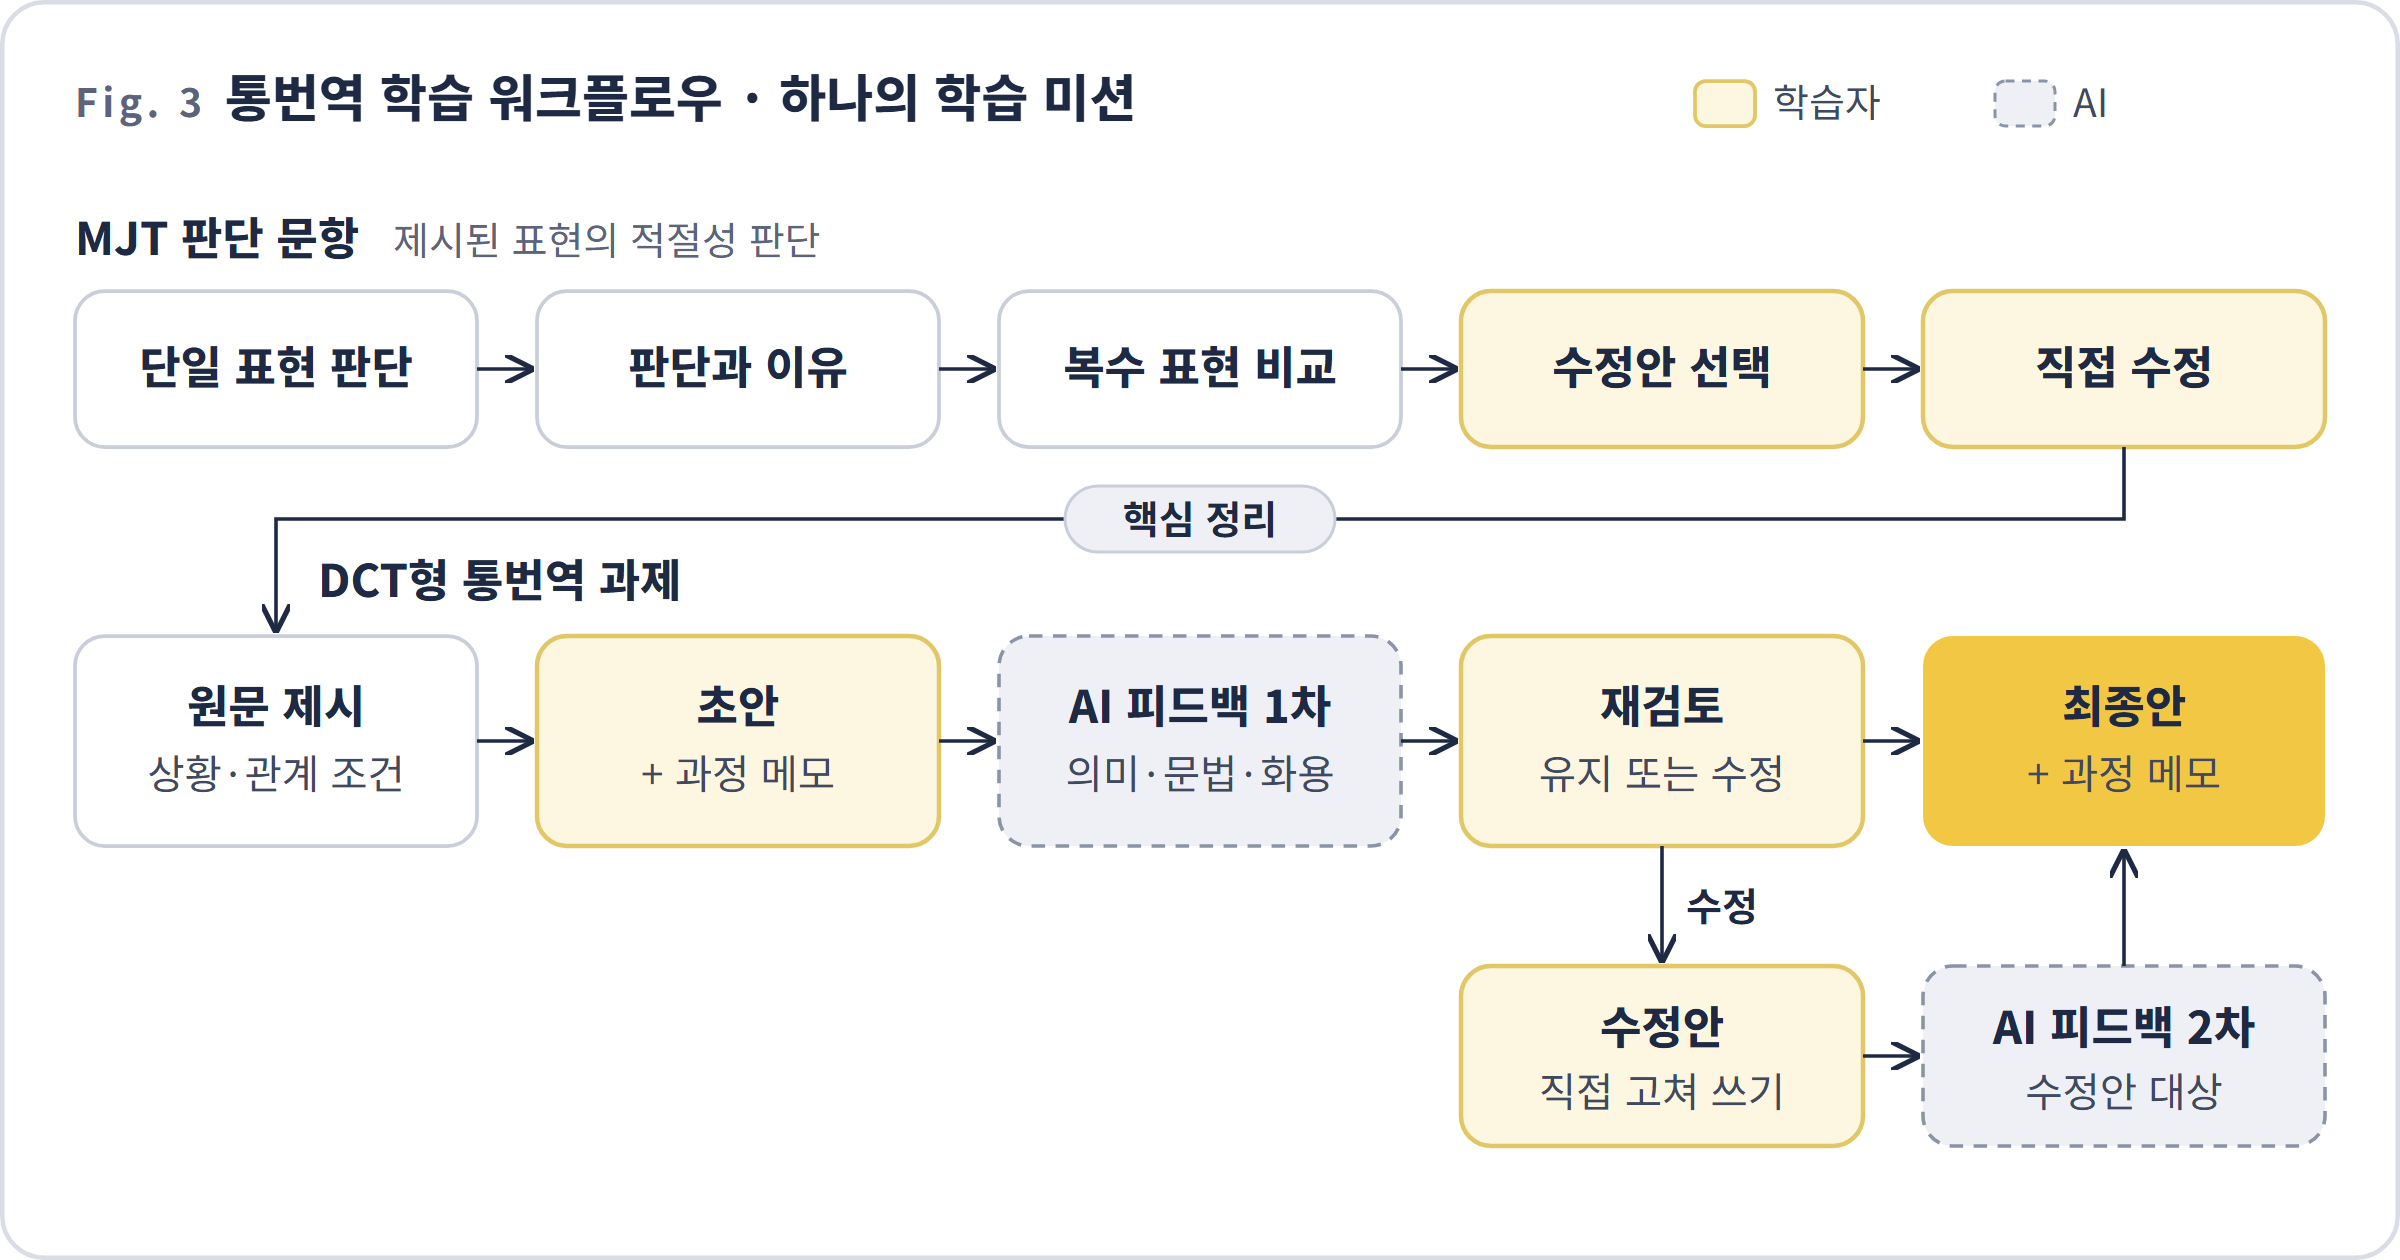 Fig. 3 통번역 학습 워크플로우 · 하나의 학습 미션
학습자
AI
MJT 판단 문항 제시된 표현의 적절성 판단
단일 표현 판단
판단과 이유
복수 표현 비교
수정안 선택
직접 수정
핵심 정리
DCT형 통번역 과제
원문 제시
상황·관계 조건
초안
+ 과정 메모
AI 피드백 1차
의미·문법·화용
재검토
유지 또는 수정
최종안
+ 과정 메모
수정
수정안
직접 고쳐 쓰기
AI 피드백 2차
수정안 대상